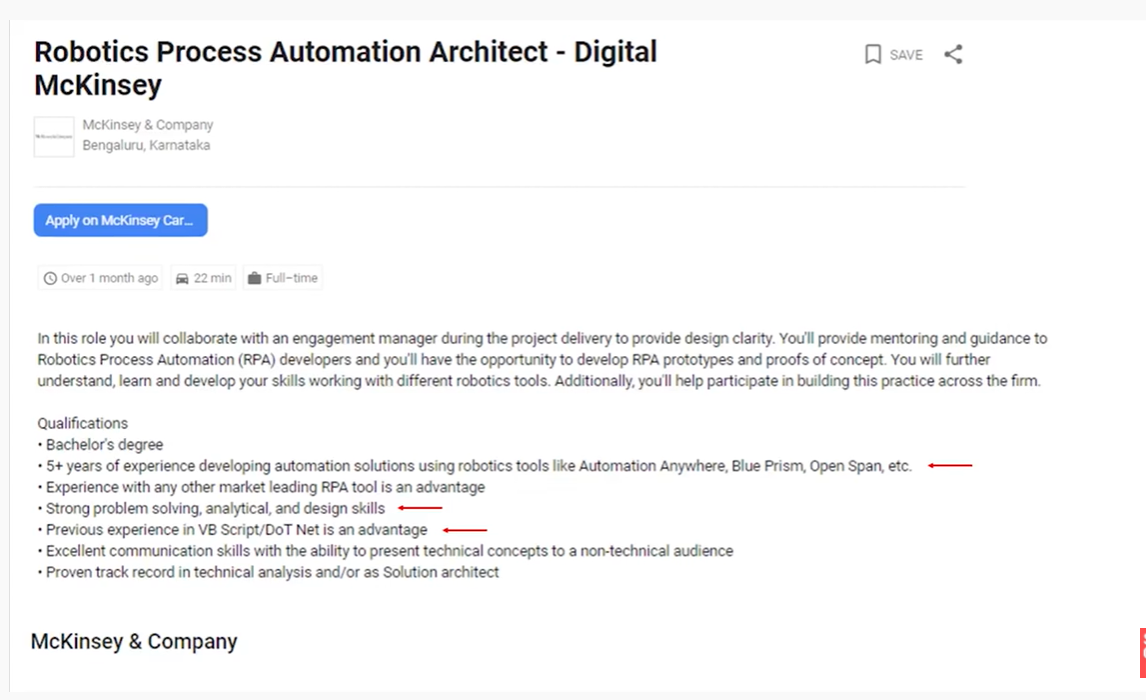 Robotics Process Automation Architect - Digital
McKinsey
SAVE
McKinsey & Company
Bengaluru, Karnataka
Apply on McKinsey Car...
Over 1 month ago
22 min
Full-time
In this role you will collaborate with an engagement manager during the project delivery to provide design clarity. You'll provide mentoring and guidance to
Robotics Process Automation (RPA) developers and you'll have the opportunity to develop RPA prototypes and proofs of concept. You will further
understand, learn and develop your skills working with different robotics tools. Additionally, you'll help participate in building this practice across the firm.
Qualifications
• Bachelor's degree
• 5+ years of experience developing automation solutions using robotics tools like Automation Anywhere, Blue Prism, Open Span, etc.
• Experience with any other market leading RPA tool is an advantage
• Strong problem solving, analytical, and design skills
• Previous experience in VB Script/DoT Net is an advantage
• Excellent communication skills with the ability to present technical concepts to a non-technical audience
• Proven track record in technical analysis and/or as Solution architect
McKinsey & Company